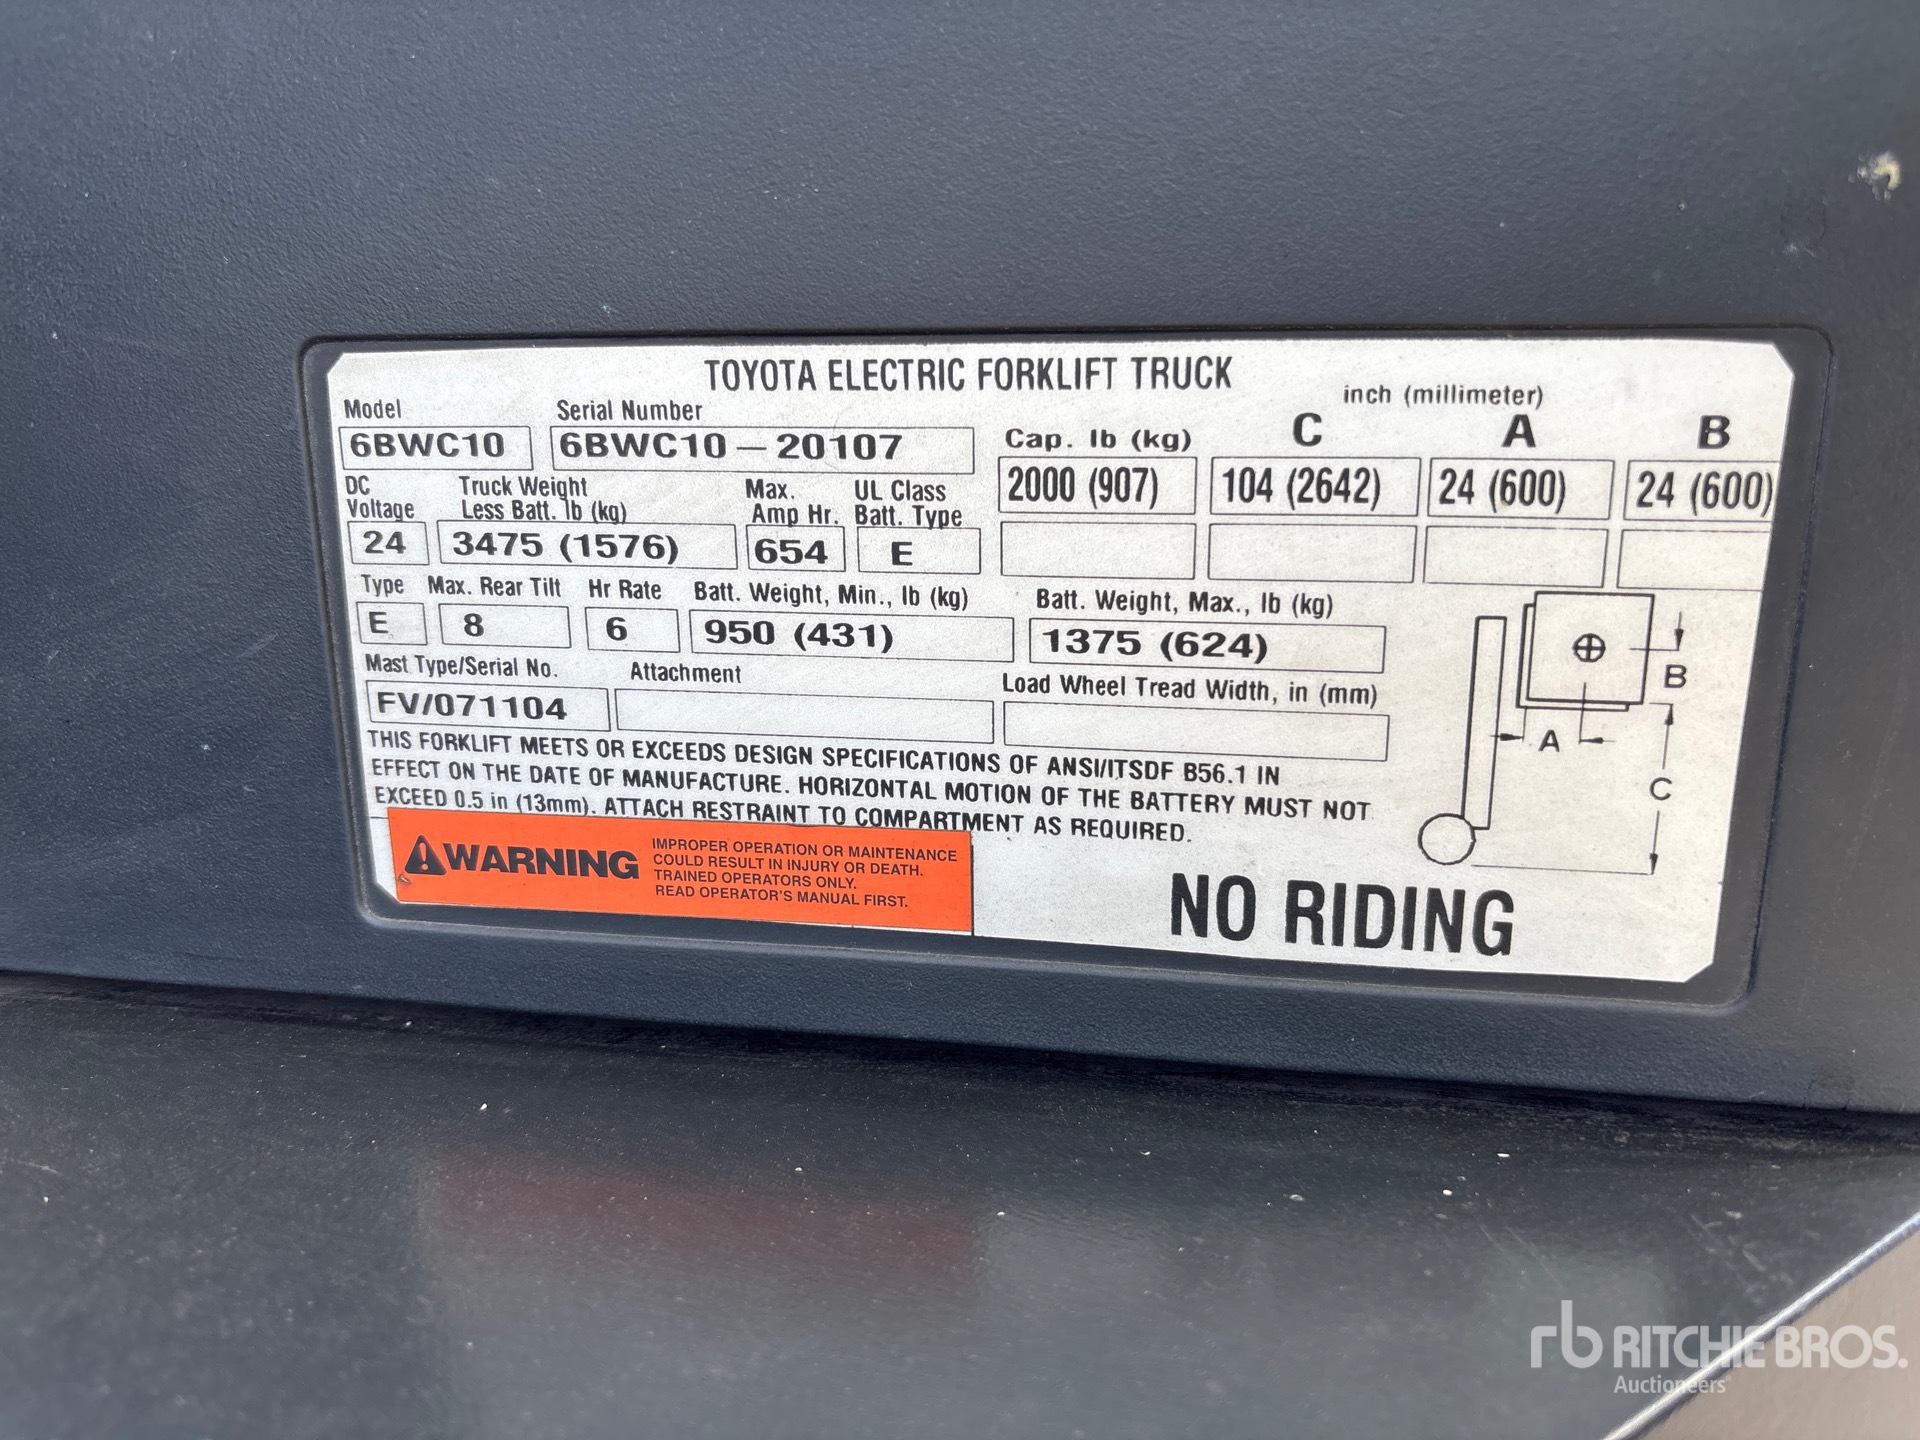 TOYOTA ELECTRIC FORKLIFT TRUCK
inch (millimeter)
Model Serial Number
6BWC10 6BWC10-20107
Cap. lb (kg) C A B
2000 (907) 104 (2642) 24 (600) 24 (600)
DC Voltage Truck Weight Less Batt. lb (kg) Max. Amp Hr. UL Class Batt. Type
24 3475 (1576) 654 E
Type Max. Rear Tilt Hr Rate Batt. Weight, Min., lb (kg) Batt. Weight, Max., lb (kg)
E 8 6 950 (431) 1375 (624)
Mast Type/Serial No. Attachment Load Wheel Tread Width, in (mm)
FV/071104
B
A
C
THIS FORKLIFT MEETS OR EXCEEDS DESIGN SPECIFICATIONS OF ANSI/ITSDF B56.1 IN
EFFECT ON THE DATE OF MANUFACTURE. HORIZONTAL MOTION OF THE BATTERY MUST NOT
EXCEED 0.5 in (13mm). ATTACH RESTRAINT TO COMPARTMENT AS REQUIRED.
WARNING
IMPROPER OPERATION OR MAINTENANCE
COULD RESULT IN INJURY OR DEATH.
TRAINED OPERATORS ONLY.
READ OPERATOR'S MANUAL FIRST.
NO RIDING
rb RITCHIE BROS.
Auctioneers